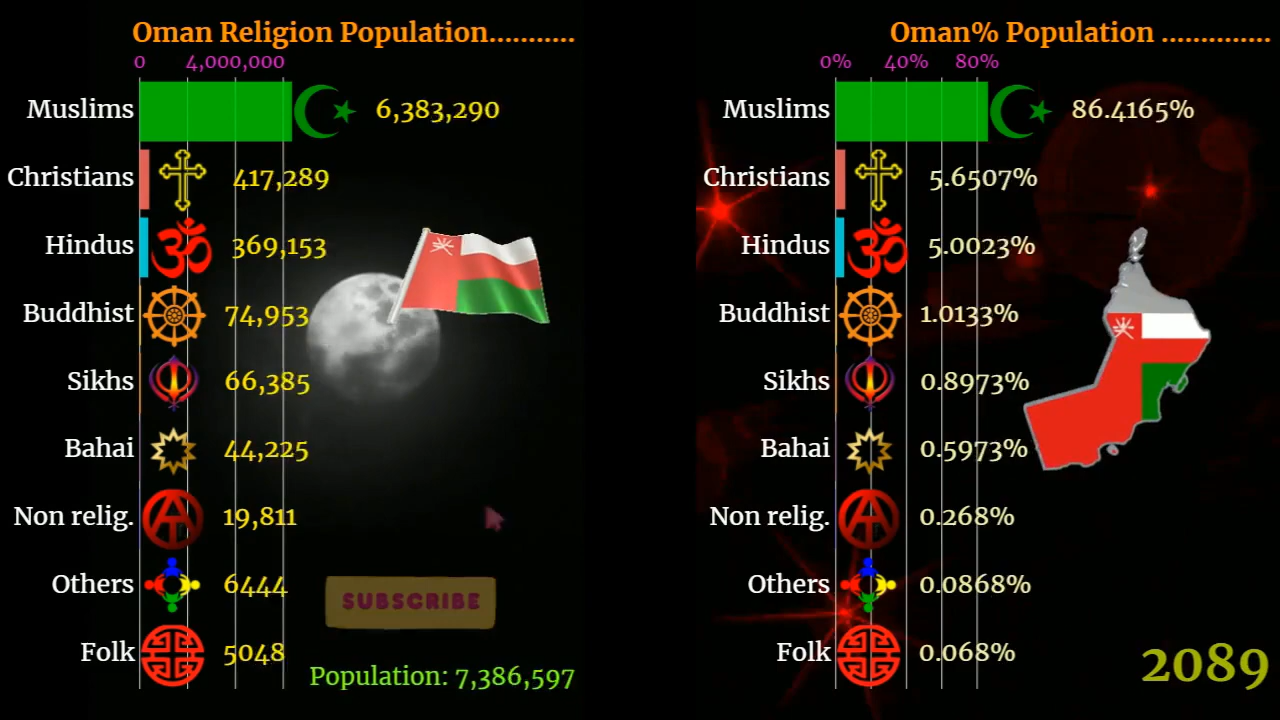 Oman Religion Population...........
0 4,000,000
Muslims 6,383,290
Christians 417,289
Hindus 369,153
Buddhist 74,953
Sikhs 66,385
Bahai 44,225
Non relig. 19,811
Others 6444
Folk 5048
SUBSCRIBE
Population: 7,386,597
Oman% Population ..............
0% 40% 80%
Muslims 86.4165%
Christians 5.6507%
Hindus 5.0023%
Buddhist 1.0133%
Sikhs 0.8973%
Bahai 0.5973%
Non relig. 0.268%
Others 0.0868%
Folk 0.068%
2089